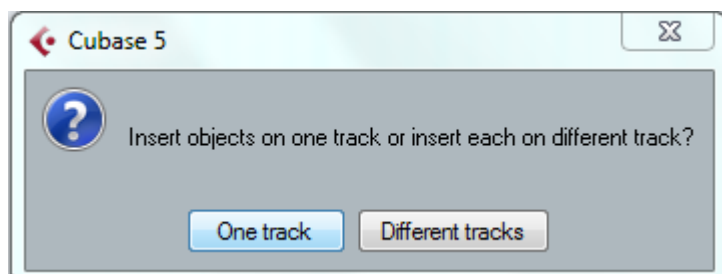 Cubase 5
Insert objects on one track or insert each on different track?
One track Different tracks